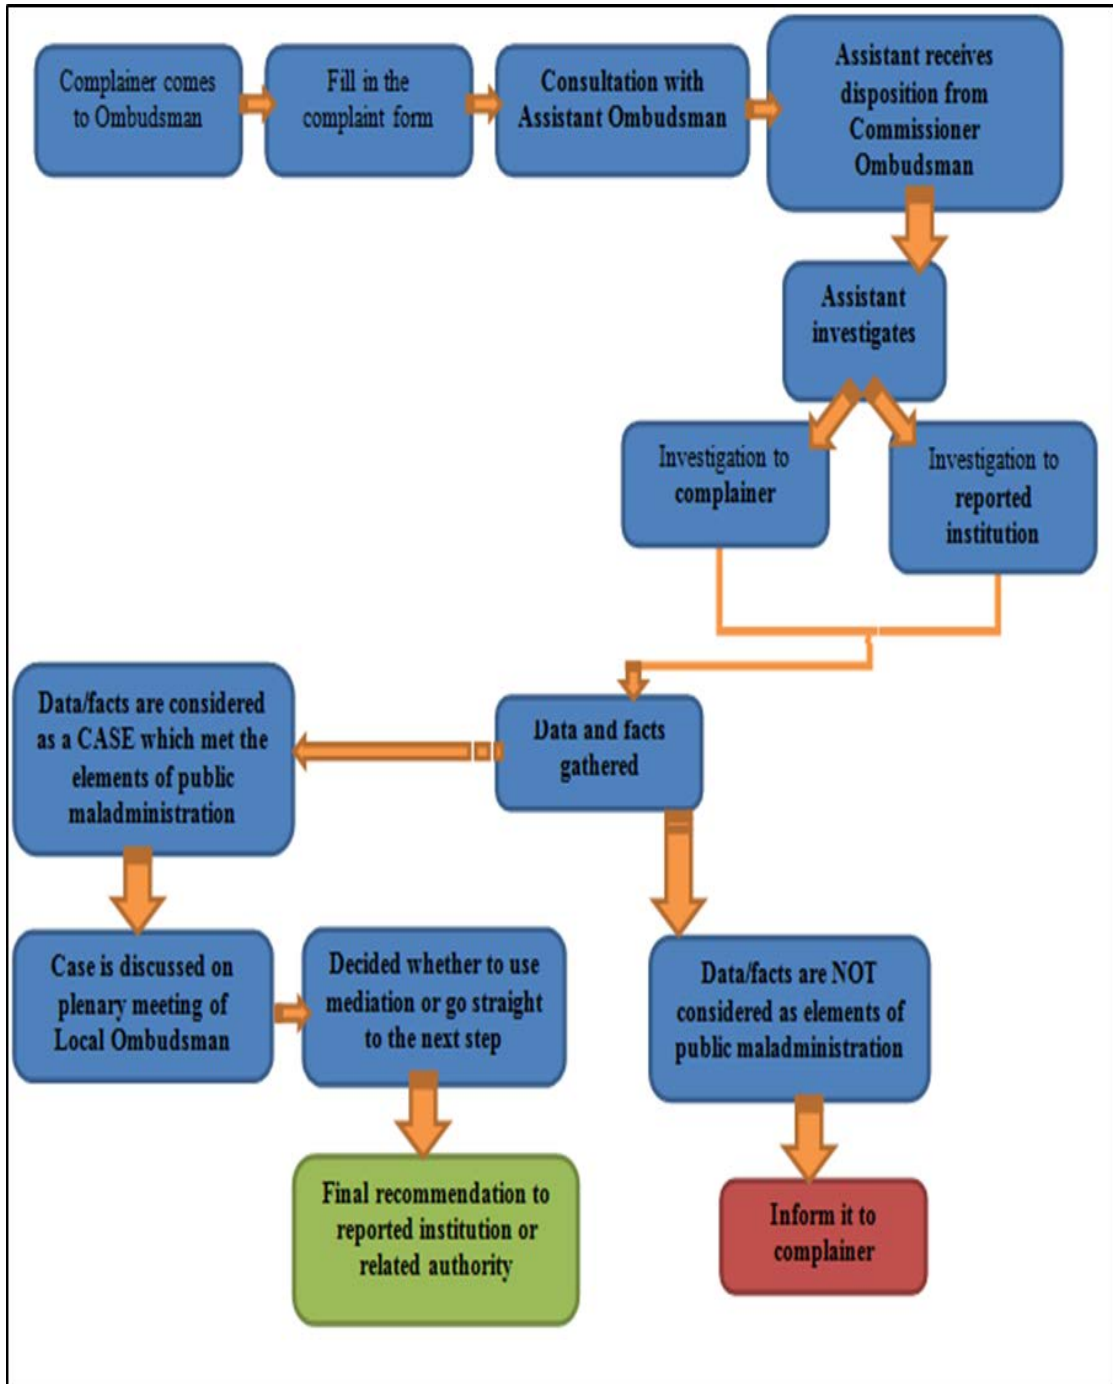 Complainer comes
to Ombudsman
Fill in the
complaint form
Consultation with
Assistant Ombudsman
Assistant receives
disposition from
Commissioner
Ombudsman
Assistant
investigates
Investigation to
complainer
Investigation to
reported
institution
Data and facts
gathered
Data/facts are considered
as a CASE which met the
elements of public
maladministration
Case is discussed on
plenary meeting of
Local Ombudsman
Decided whether to use
mediation or go straight
to the next step
Final recommendation to
reported institution or
related authority
Data/facts are NOT
considered as elements of
public maladministration
Inform it to
complainer